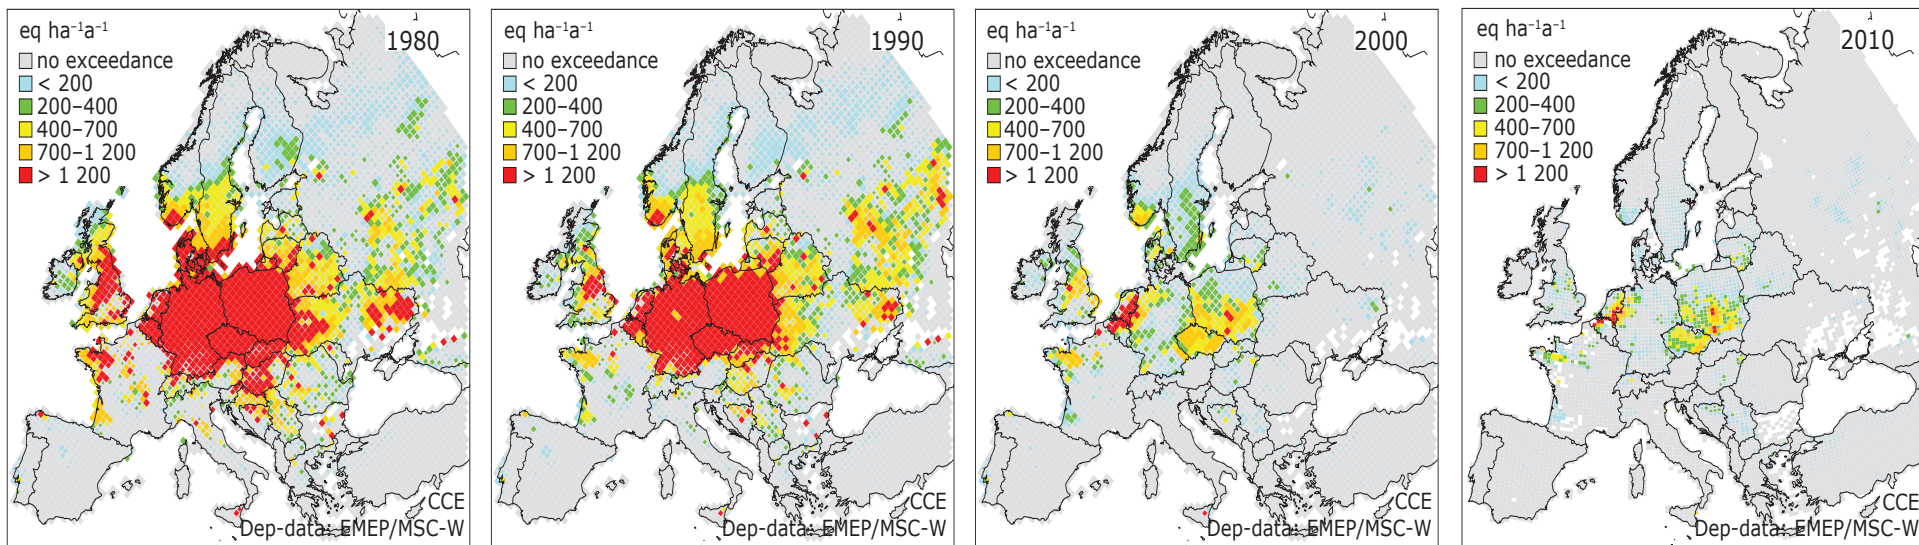 eq ha⁻¹a⁻¹
1980
no exceedance
< 200
200–400
400–700
700–1 200
> 1 200
CCE
Dep-data: EMEP/MSC-W
eq ha⁻¹a⁻¹
1990
no exceedance
< 200
200–400
400–700
700–1 200
> 1 200
CCE
Dep-data: EMEP/MSC-W
eq ha⁻¹a⁻¹
2000
no exceedance
< 200
200–400
400–700
700–1 200
> 1 200
CCE
Dep-data: EMEP/MSC-W
eq ha⁻¹a⁻¹
2010
no exceedance
< 200
200–400
400–700
700–1 200
> 1 200
CCE
Dep-data: EMEP/MSC-W